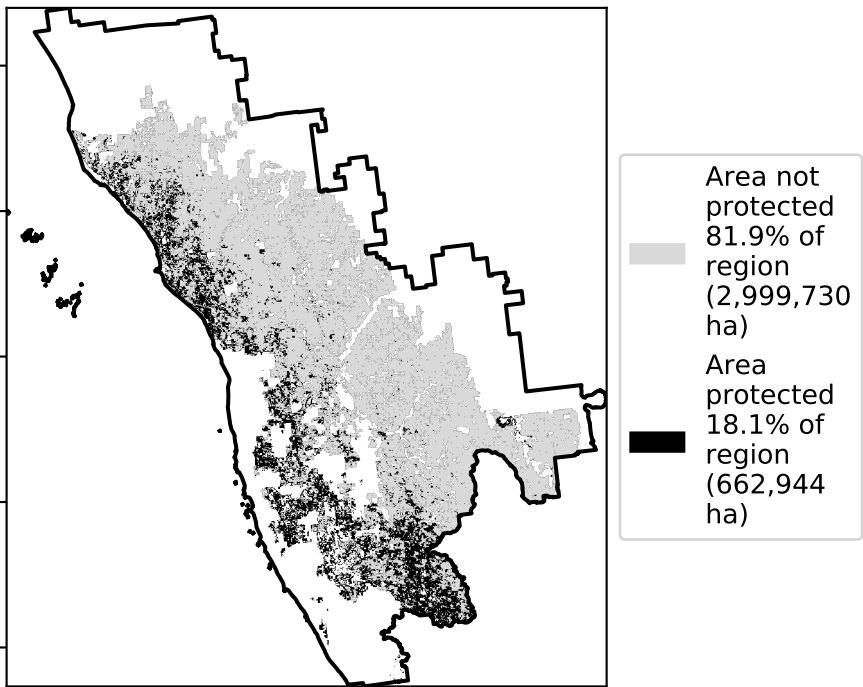 Area not
protected
81.9% of
region
(2,999,730
ha)
Area
protected
18.1% of
region
(662,944
ha)